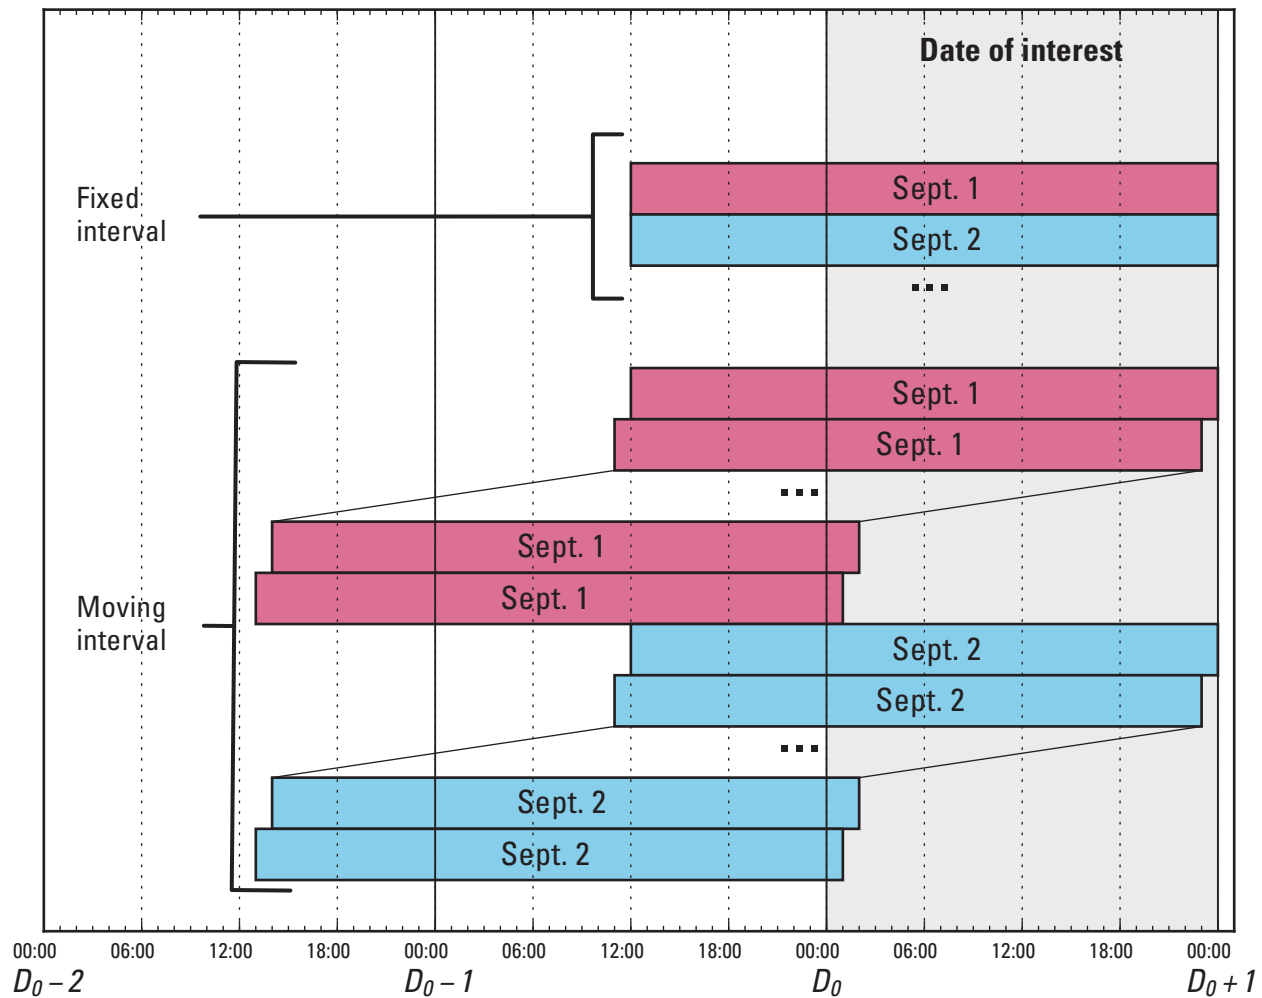 Date of interest
Fixed
interval
Sept. 1
Sept. 2
...
Moving
interval
Sept. 1
Sept. 1
...
Sept. 1
Sept. 1
Sept. 2
Sept. 2
...
Sept. 2
Sept. 2
00:00 06:00 12:00 18:00 00:00 06:00 12:00 18:00 00:00 06:00 12:00 18:00 00:00
D₀ – 2 D₀ – 1 D₀ D₀ + 1